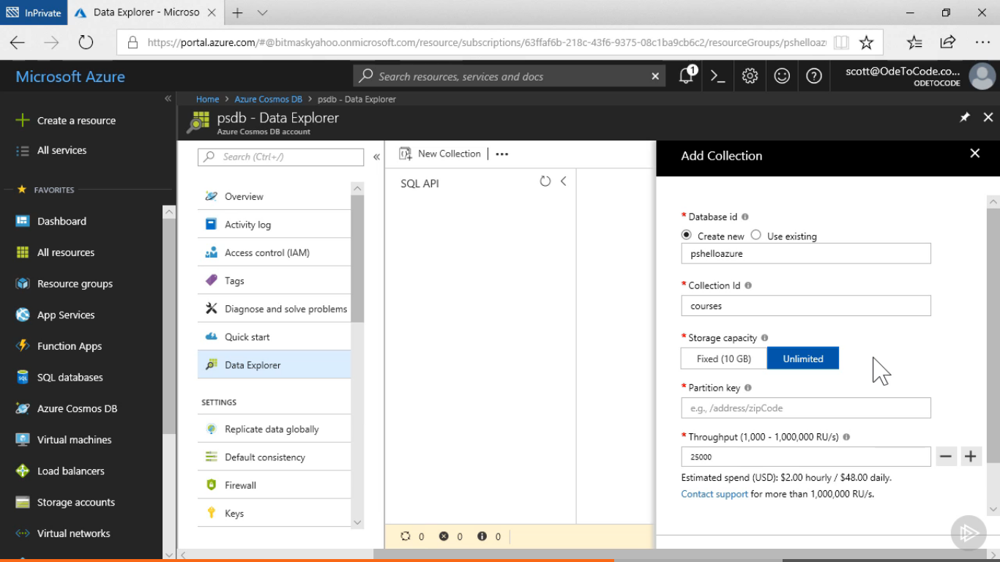 InPrivate
Data Explorer - Microso
https://portal.azure.com/#@bitmaskyahoo.onmicrosoft.com/resource/subscriptions/63ffaf6b-218c-43f6-9375-08c1ba9cb6c2/resourceGroups/pshelloaz
Microsoft Azure
Search resources, services and docs
1
scott@OdeToCode.co...
ODETOCODE
Home > Azure Cosmos DB > psdb - Data Explorer
psdb - Data Explorer
Azure Cosmos DB account
Create a resource
All services
FAVORITES
Dashboard
All resources
Resource groups
App Services
Function Apps
SQL databases
Azure Cosmos DB
Virtual machines
Load balancers
Storage accounts
Virtual networks
Search (Ctrl+/)
Overview
Activity log
Access control (IAM)
Tags
Diagnose and solve problems
Quick start
Data Explorer
SETTINGS
Replicate data globally
Default consistency
Firewall
Keys
New Collection
SQL API
0 0 0
Add Collection
* Database id
Create new Use existing
pshelloazure
* Collection Id
courses
* Storage capacity
Fixed (10 GB) Unlimited
* Partition key
e.g., /address/zipCode
* Throughput (1,000 - 1,000,000 RU/s)
25000
Estimated spend (USD): $2.00 hourly / $48.00 daily.
Contact support for more than 1,000,000 RU/s.